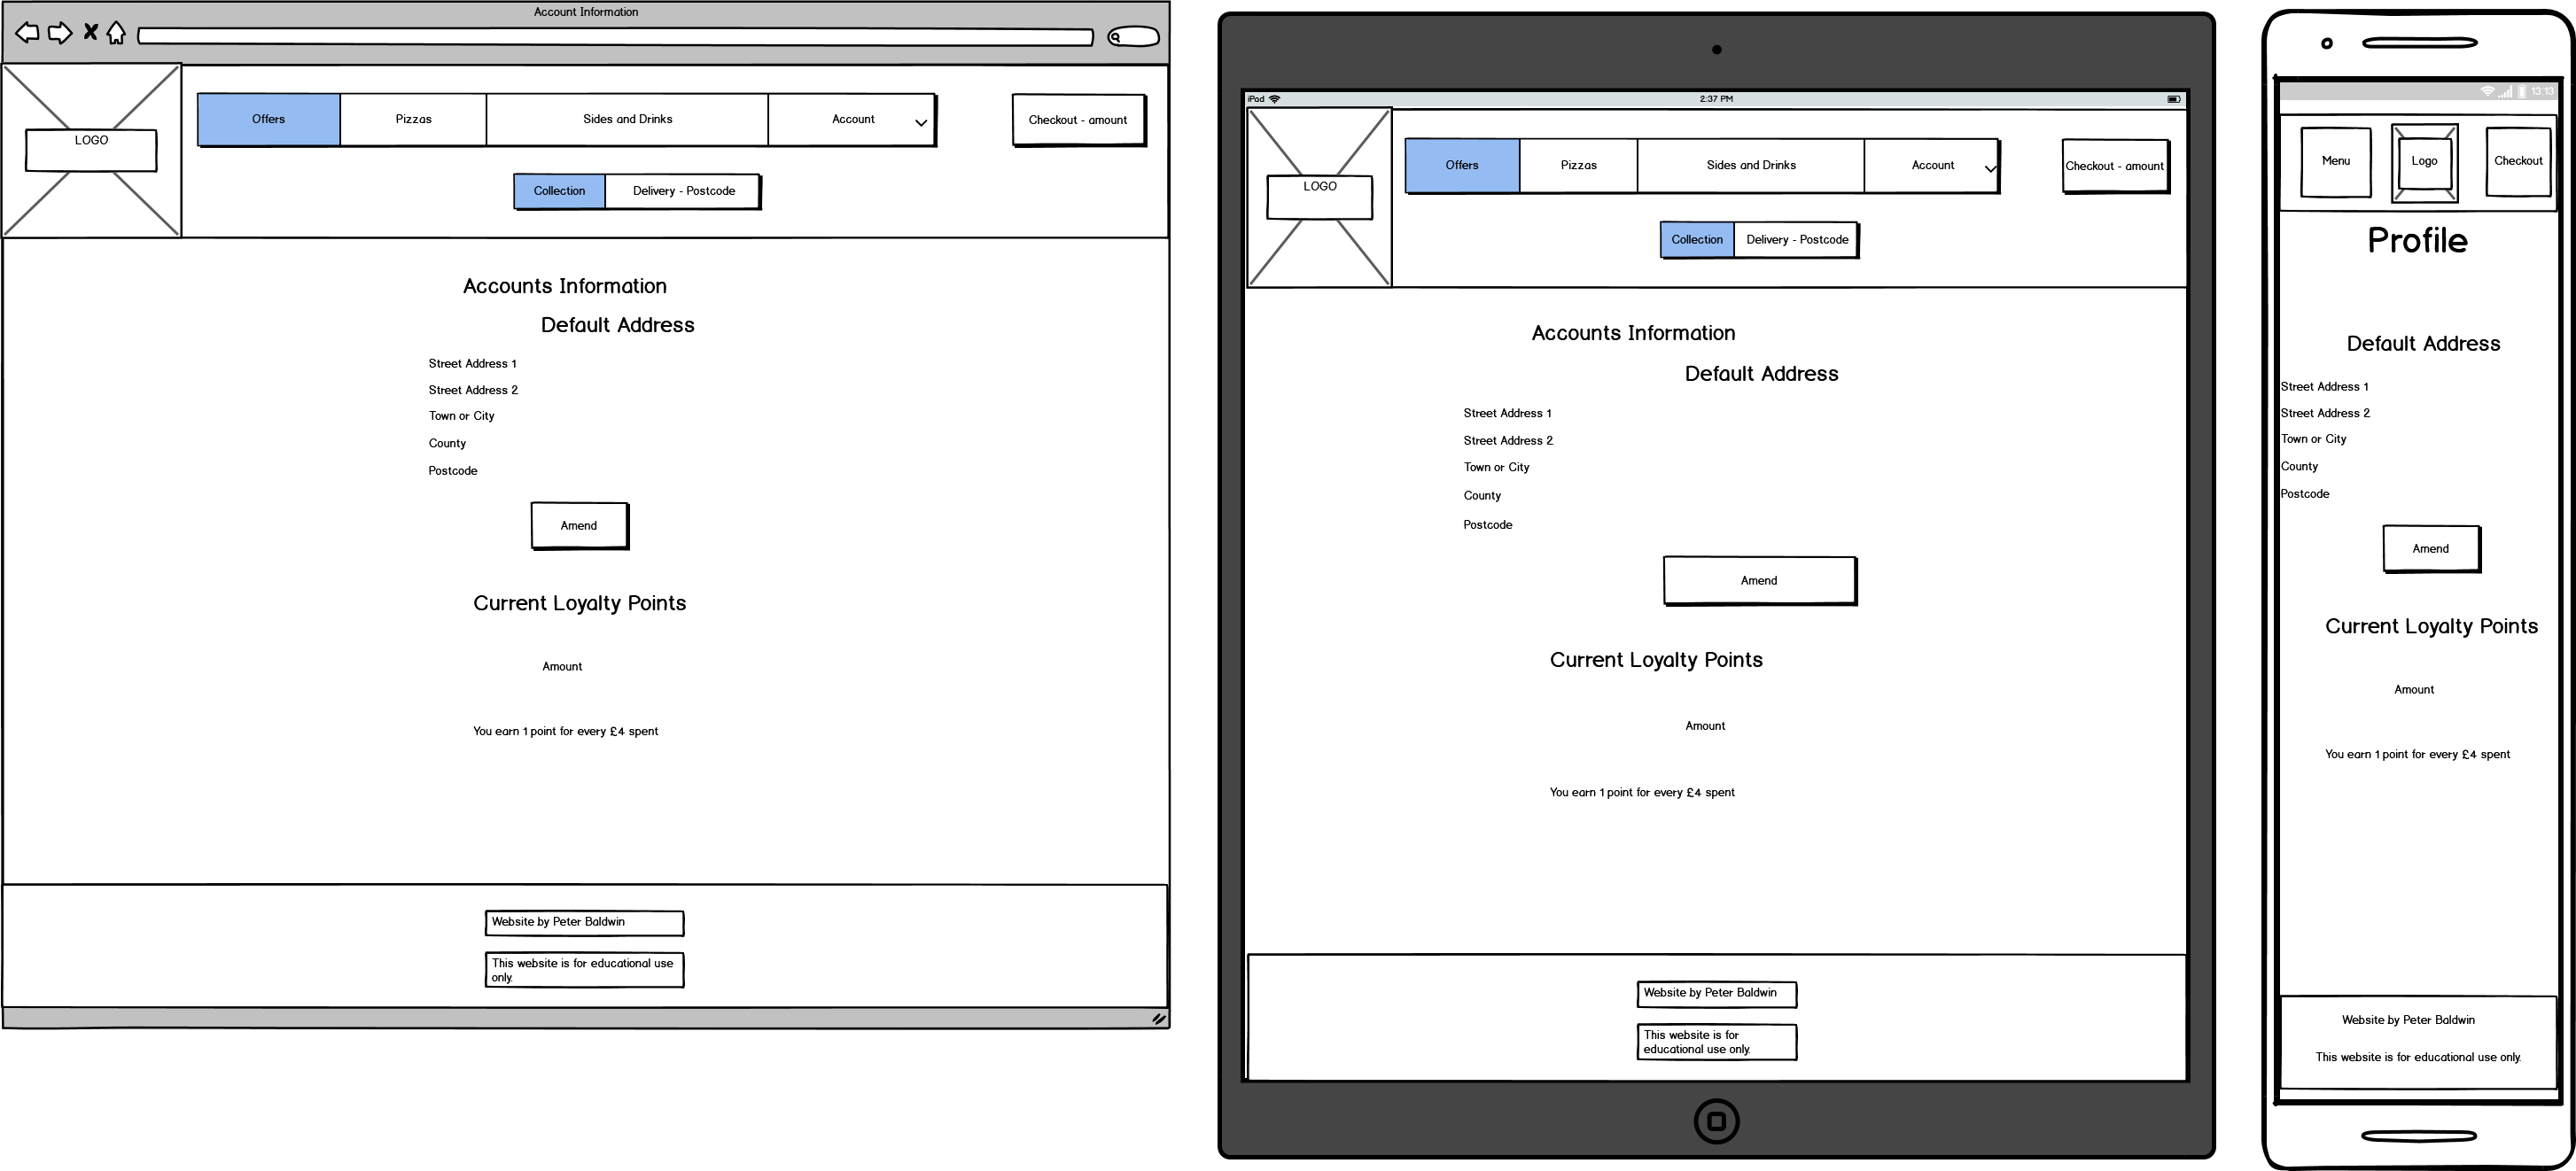 Account Information
LOGO
Offers
Pizzas
Sides and Drinks
Account
Checkout - amount
Collection
Delivery - Postcode
Accounts Information
Default Address
Street Address 1
Street Address 2
Town or City
County
Postcode
Amend
Current Loyalty Points
Amount
You earn 1 point for every £4 spent
Website by Peter Baldwin
This website is for educational use
only.
iPad
2:37 PM
LOGO
Offers
Pizzas
Sides and Drinks
Account
Checkout - amount
Collection
Delivery - Postcode
Accounts Information
Default Address
Street Address 1
Street Address 2
Town or City
County
Postcode
Amend
Current Loyalty Points
Amount
You earn 1 point for every £4 spent
Website by Peter Baldwin
This website is for
educational use only.
13:13
Menu
Logo
Checkout
Profile
Default Address
Street Address 1
Street Address 2
Town or City
County
Postcode
Amend
Current Loyalty Points
Amount
You earn 1 point for every £4 spent
Website by Peter Baldwin
This website is for educational use only.